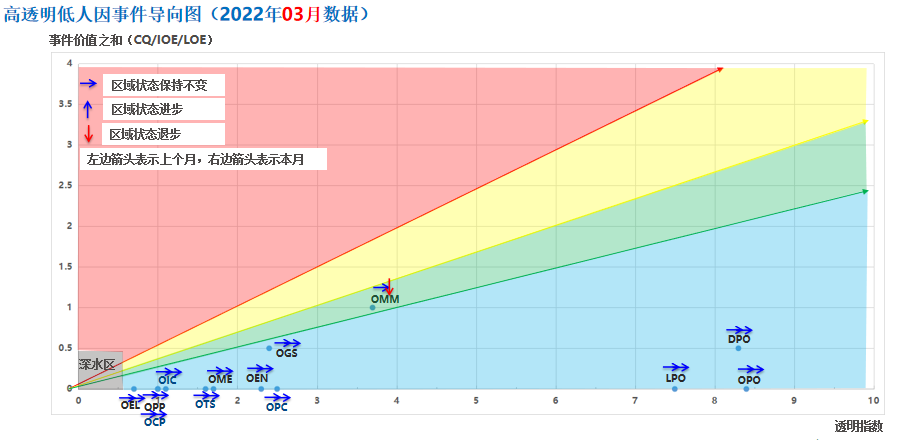 高透明低人因事件导向图（2022年03月数据）
事件价值之和（CQ/IOE/LOE）
4
3.5
3
2.5
2
1.5
1
0.5
0
区域状态保持不变
区域状态进步
区域状态退步
左边箭头表示上个月，右边箭头表示本月
OMM
DPO
OGS
深水区
OIC
OME
OEN
LPO
OPO
OEL
QPP
OTS
OPC
OCP
0
1
2
3
4
5
6
7
8
9
10
透明指数